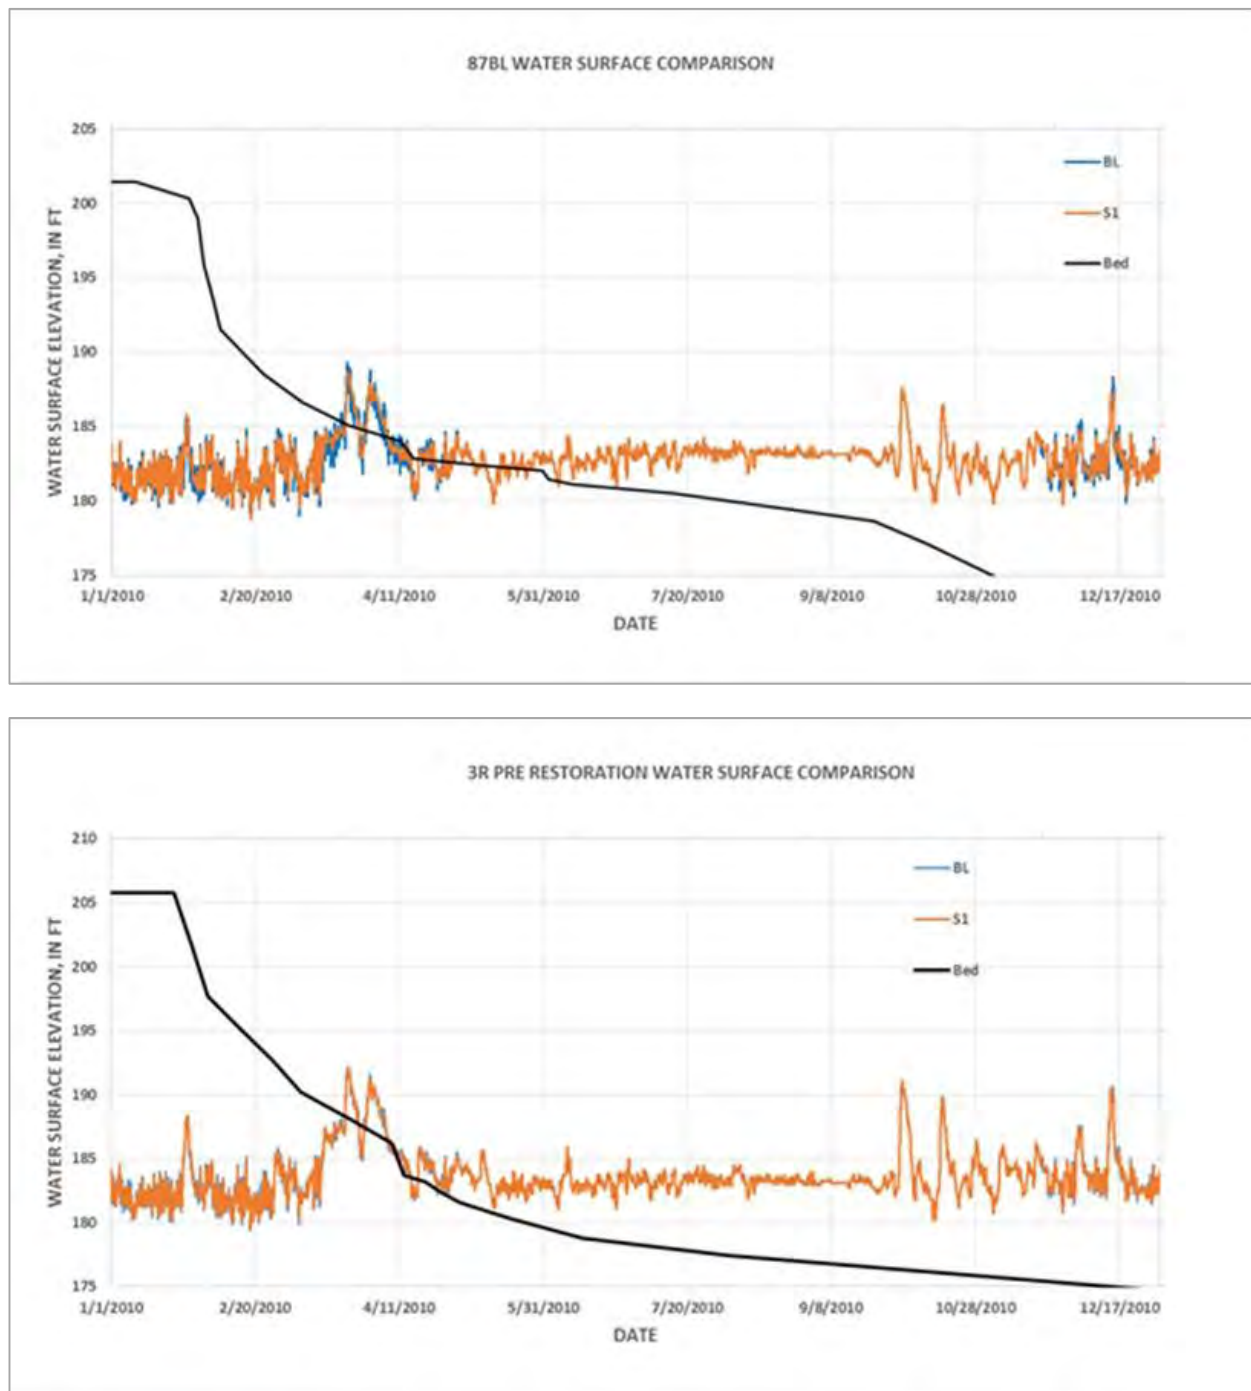 87BL WATER SURFACE COMPARISON
WATER SURFACE ELEVATION, IN FT
205
200
195
190
185
180
175
BL
S1
Bed
1/1/2010 2/20/2010 4/11/2010 5/31/2010 7/20/2010 9/8/2010 10/28/2010 12/17/2010
DATE
3R PRE RESTORATION WATER SURFACE COMPARISON
WATER SURFACE ELEVATION, IN FT
210
205
200
195
190
185
180
175
BL
S1
Bed
1/1/2010 2/20/2010 4/11/2010 5/31/2010 7/20/2010 9/8/2010 10/28/2010 12/17/2010
DATE